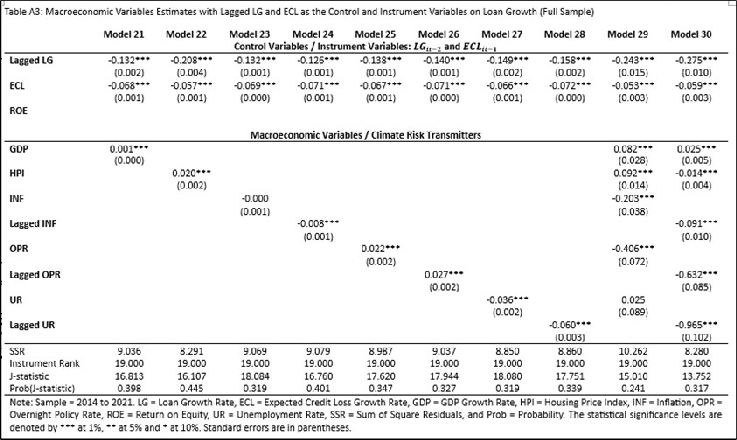 Table A3: Macroeconomic Variables Estimates with Lagged LG and ECL as the Control and Instrument Variables on Loan Growth (Full Sample)
Model 21 Model 22 Model 23 Model 24 Model 25 Model 26 Model 27 Model 28 Model 29 Model 30
Control Variables / Instrument Variables: LGₜₜ₋₂ and ECLₜₜ₋₁
Lagged LG -0.132*** -0.208*** -0.132*** -0.125*** -0.138*** -0.140*** -0.149*** -0.158*** -0.243*** -0.275***
(0.002) (0.004) (0.001) (0.001) (0.001) (0.001) (0.002) (0.002) (0.015) (0.010)
ECL -0.068*** -0.057*** -0.069*** -0.071*** -0.067*** -0.071*** -0.066*** -0.072*** -0.053*** -0.059***
(0.001) (0.001) (0.000) (0.001) (0.001) (0.000) (0.001) (0.000) (0.003) (0.003)
ROE
Macroeconomic Variables / Climate Risk Transmitters
GDP 0.001*** 0.082*** 0.025***
(0.000) (0.028) (0.005)
HPI 0.020*** 0.092*** -0.014***
(0.002) (0.014) (0.004)
INF -0.000 -0.203***
(0.001) (0.038)
Lagged INF -0.008*** -0.091***
(0.001) (0.010)
OPR 0.022*** -0.406***
(0.002) (0.072)
Lagged OPR 0.027*** -0.632***
(0.002) (0.085)
UR -0.036*** 0.025
(0.002) (0.089)
Lagged UR -0.060*** -0.965***
(0.003) (0.102)
SSR 9.036 8.291 9.069 9.079 8.987 9.037 8.850 8.860 10.262 8.280
Instrument Rank 19.000 19.000 19.000 19.000 19.000 19.000 19.000 19.000 19.000 19.000
J-statistic 16.813 16.107 18.084 16.760 17.620 17.944 18.080 17.751 15.010 13.752
Prob(J-statistic) 0.398 0.445 0.319 0.401 0.347 0.327 0.319 0.339 0.241 0.317
Note: Sample = 2014 to 2021. LG = Loan Growth Rate, ECL = Expected Credit Loss Growth Rate, GDP = GDP Growth Rate, HPI = Housing Price Index, INF = Inflation, OPR =
Overnight Policy Rate, ROE = Return on Equity, UR = Unemployment Rate, SSR = Sum of Square Residuals, and Prob = Probability. The statistical significance levels are
denoted by *** at 1%, ** at 5% and * at 10%. Standard errors are in parentheses.